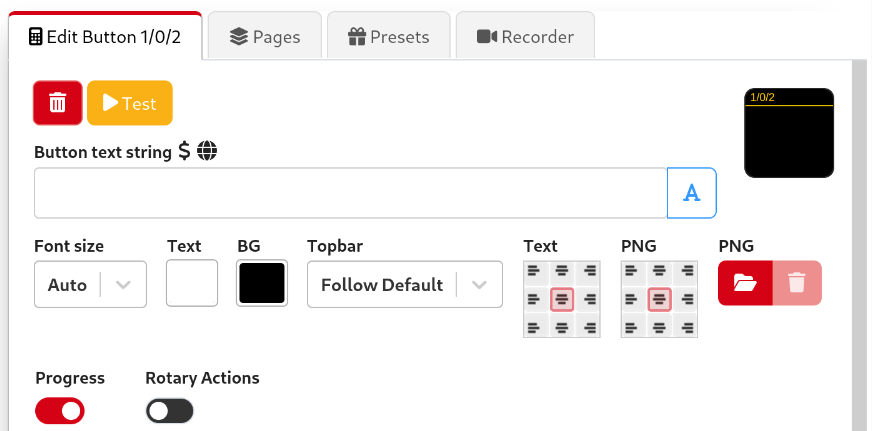 Edit Button 1/0/2 Pages Presets Recorder
Test
1/0/2
Button text string $
A
Font size Text BG Topbar Text PNG PNG
Auto Follow Default
Progress Rotary Actions